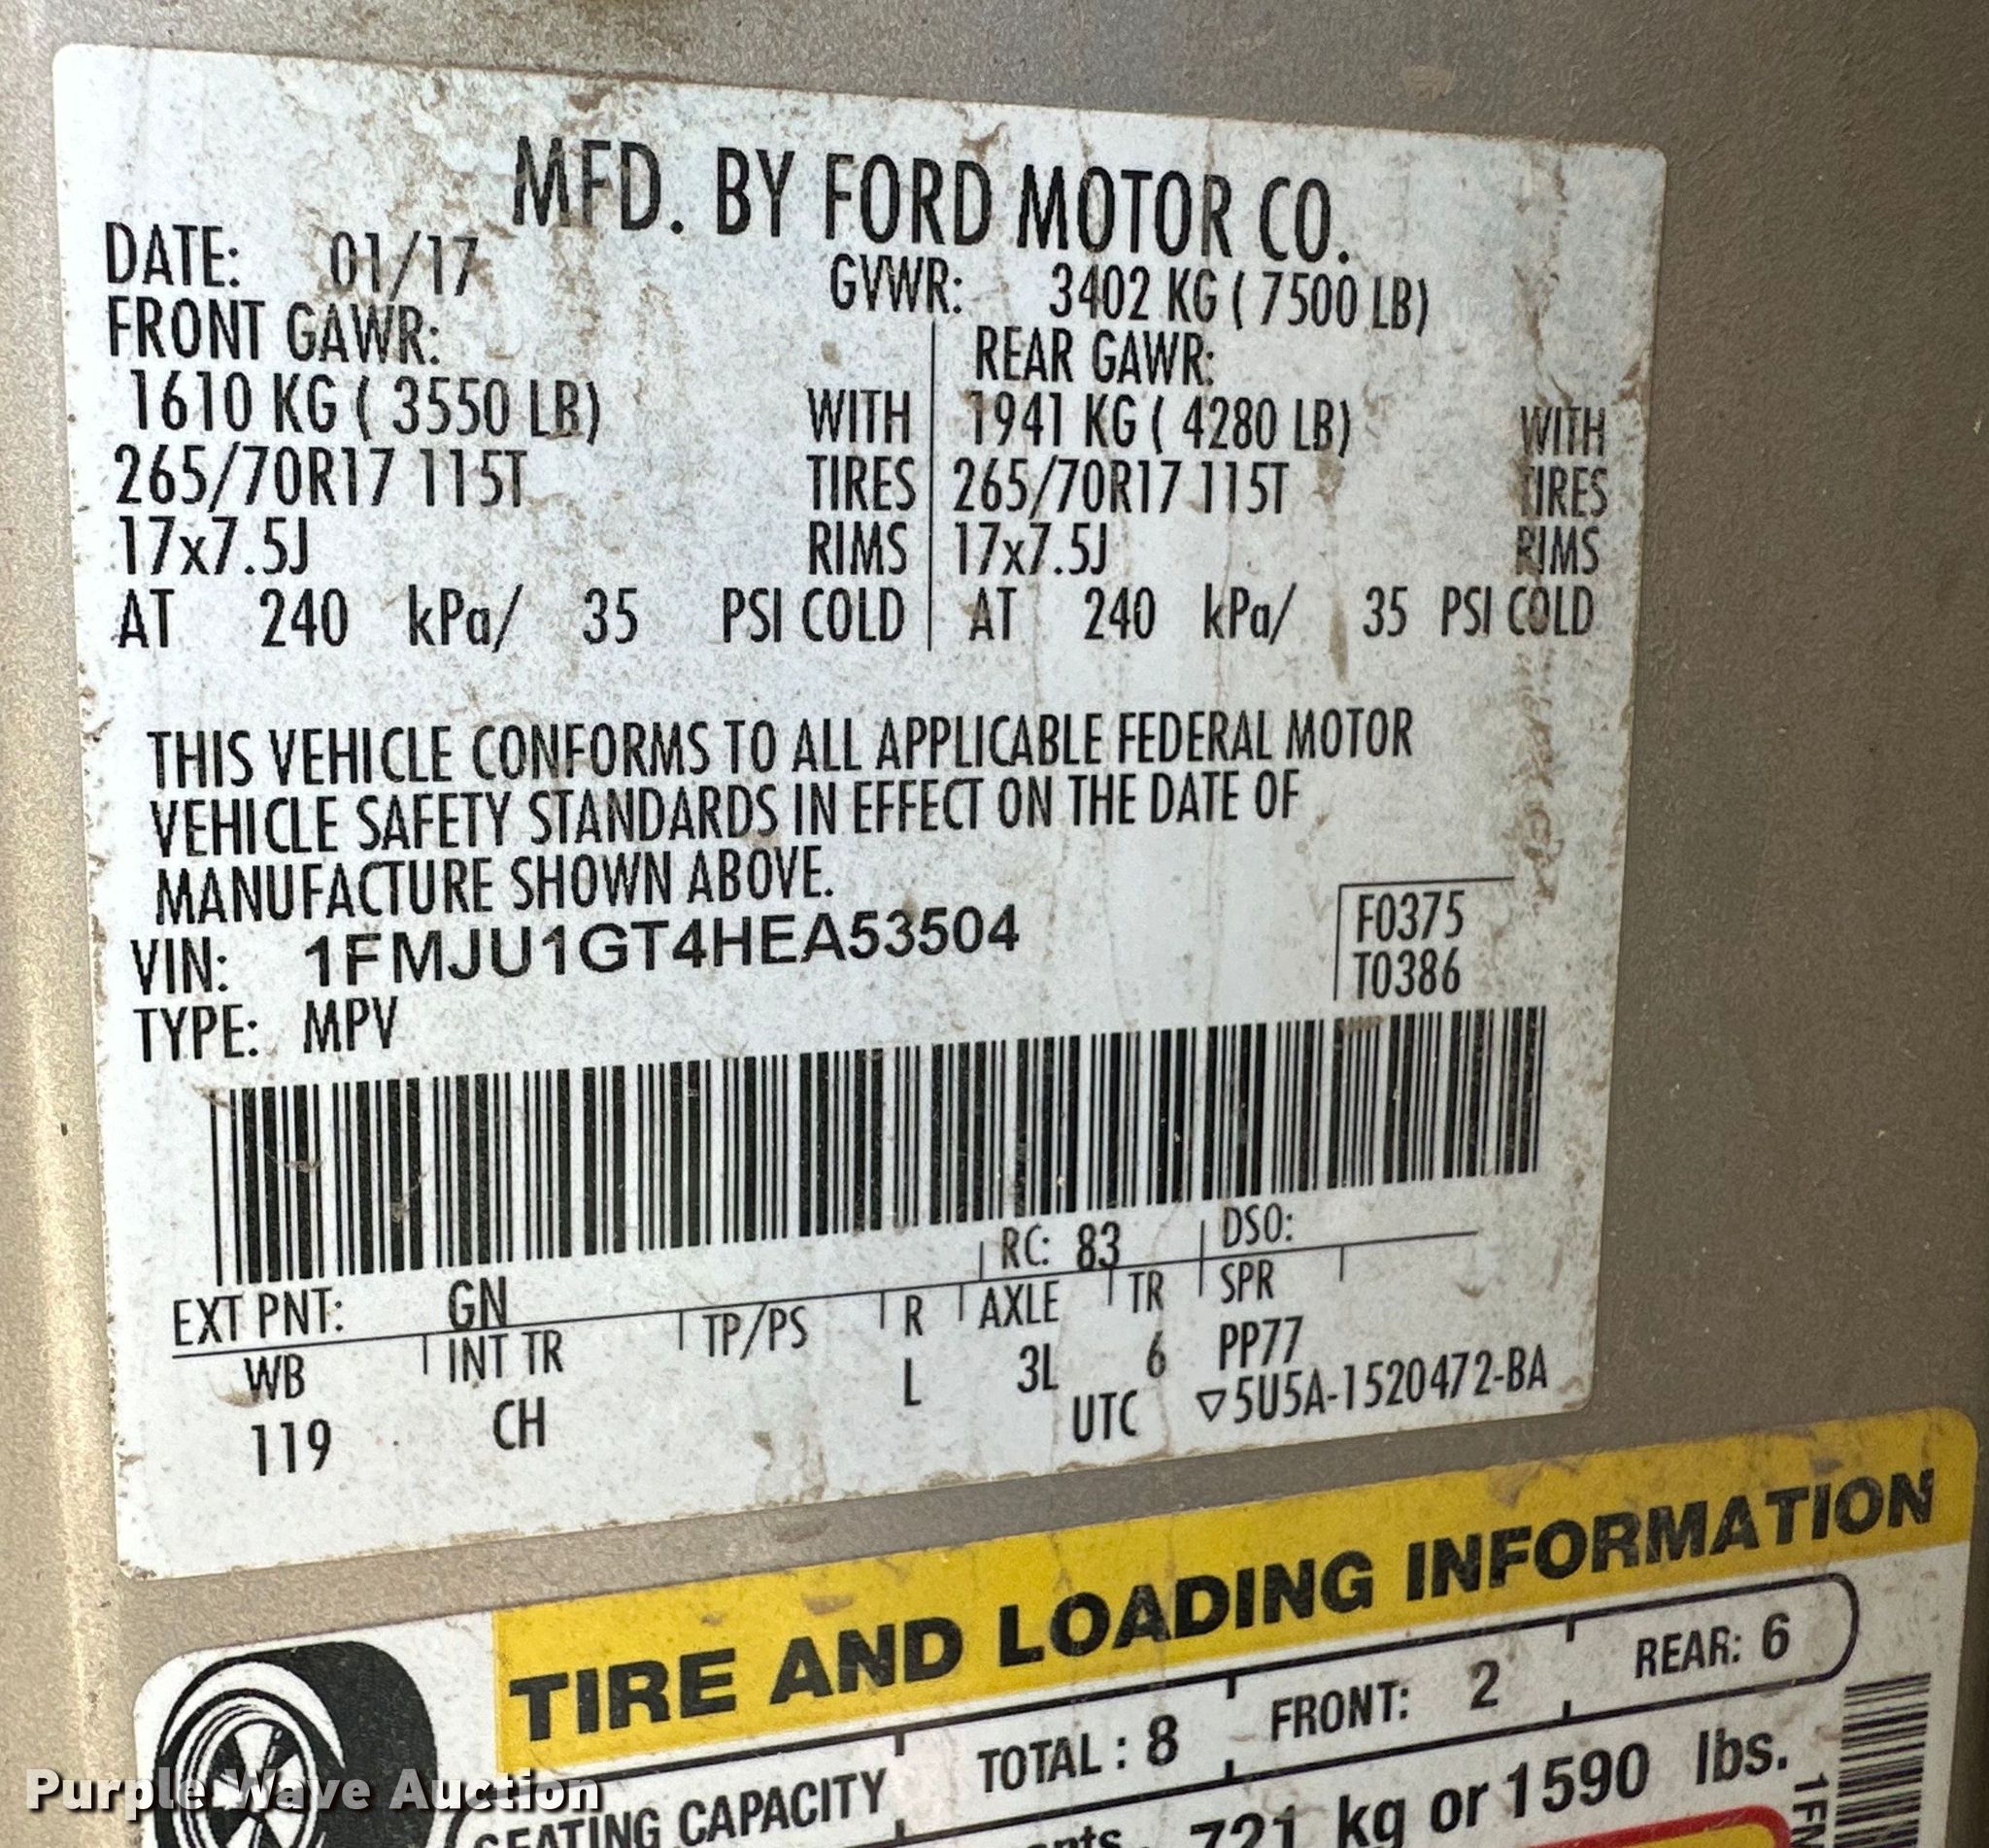 MFD. BY FORD MOTOR CO.
DATE: 01/17 GVWR: 3402 KG ( 7500 LB)
FRONT GAWR: REAR GAWR:
1610 KG ( 3550 LB) WITH 1941 KG ( 4280 LB) WITH
265/70R17 115T TIRES 265/70R17 115T TIRES
17x7.5J RIMS 17x7.5J RIMS
AT 240 kPa/ 35 PSI COLD AT 240 kPa/ 35 PSI COLD
THIS VEHICLE CONFORMS TO ALL APPLICABLE FEDERAL MOTOR
VEHICLE SAFETY STANDARDS IN EFFECT ON THE DATE OF
MANUFACTURE SHOWN ABOVE.
VIN: 1FMJU1GT4HEA53504
F0375
T0386
TYPE: MPV
RC: 83 DSO:
EXT PNT: GN
WB INT TR TP/PS R AXLE TR SPR
119 CH L 3L 6 PP77
UTC ▽5U5A-1520472-BA
TIRE AND LOADING INFORMATION
SEATING CAPACITY TOTAL : 8 FRONT: 2 REAR: 6
721 kg or 1590 lbs.
Purple Wave Auction